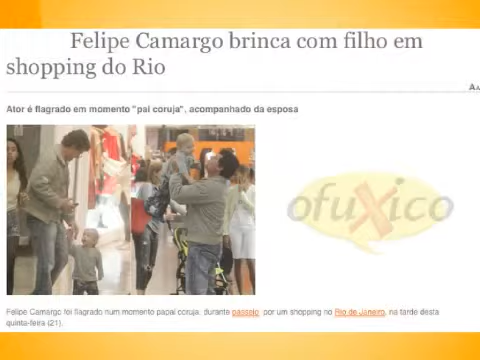 Felipe Camargo brinca com filho em
shopping do Rio
AA
Ator é flagrado em momento "pai coruja", acompanhado da esposa
ofuxico
Felipe Camargo foi flagrado num momento papai coruja, durante passeio por um shopping no Rio de Janeiro, na tarde desta
quinta-feira (21).